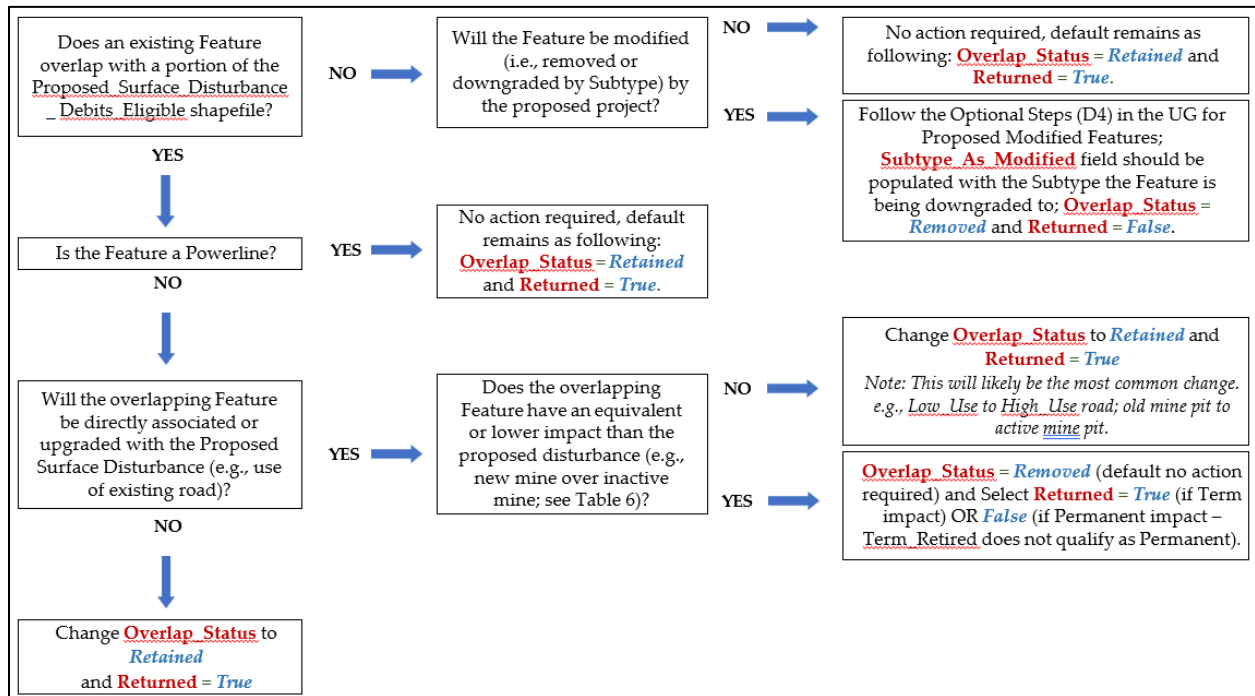 Does an existing Feature
overlap with a portion of the
Proposed_Surface_Disturbance
_ Debits_Eligible shapefile?
NO
Will the Feature be modified
(i.e., removed or
downgraded by Subtype) by
the proposed project?
NO
No action required, default remains as
following: Overlap_Status = Retained and
Returned = True.
YES
Follow the Optional Steps (D4) in the UG for
Proposed Modified Features;
Subtype_As_Modified field should be
populated with the Subtype the Feature is
being downgraded to; Overlap_Status =
Removed and Returned = False.
YES
Is the Feature a Powerline?
YES
No action required, default
remains as following:
Overlap_Status = Retained
and Returned = True.
NO
Will the overlapping Feature
be directly associated or
upgraded with the Proposed
Surface Disturbance (e.g., use
of existing road)?
YES
Does the overlapping
Feature have an equivalent
or lower impact than the
proposed disturbance (e.g.,
new mine over inactive
mine; see Table 6)?
NO
Change Overlap_Status to Retained and
Returned = True
Note: This will likely be the most common change.
e.g., Low_Use to High_Use road; old mine pit to
active mine pit.
YES
Overlap_Status = Removed (default no action
required) and Select Returned = True (if Term
impact) OR False (if Permanent impact –
Term_Retired does not qualify as Permanent).
NO
Change Overlap_Status to
Retained
and Returned = True